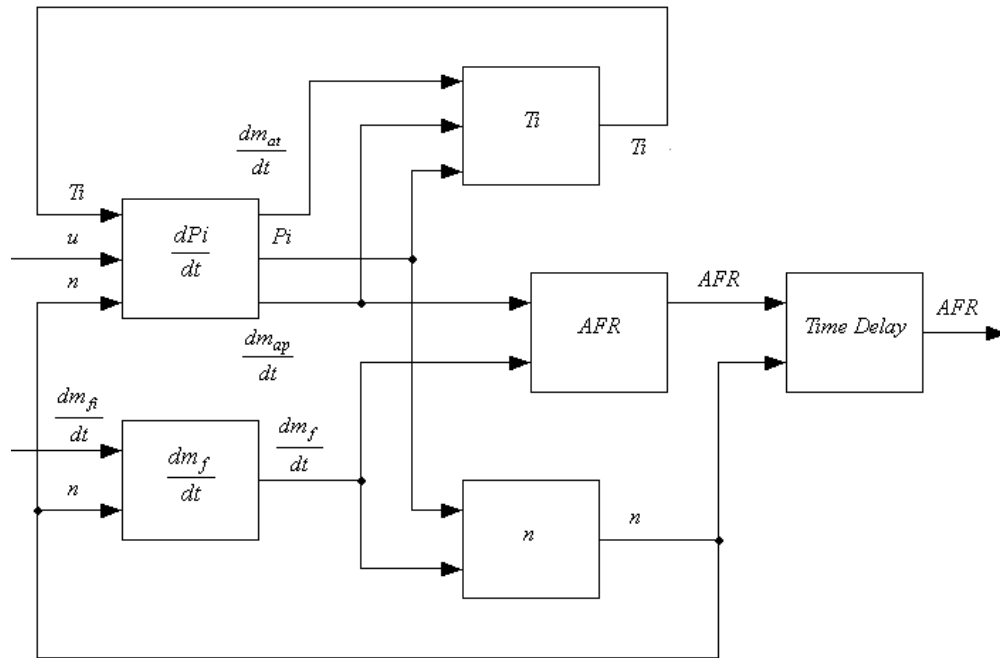 Ti
dm_at
dt
Ti
Ti
u
n
dPi
dt
Pi
AFR
AFR
Time Delay
AFR
dm_ap
dt
dm_fi
dt
n
dm_f
dt
dm_f
dt
n
n